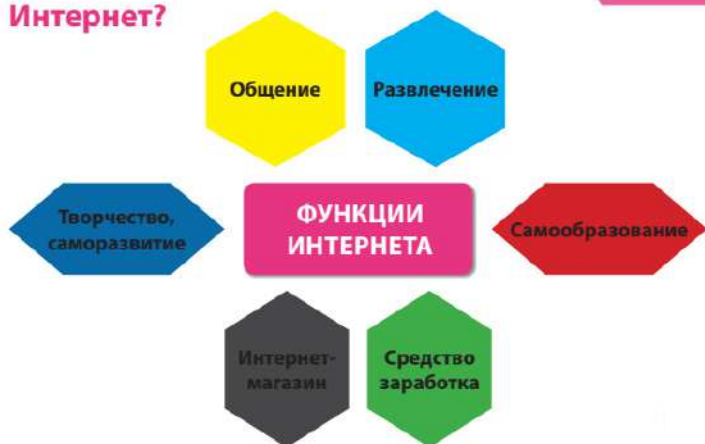 Интернет?
Общение
Развлечение
Творчество,
саморазвитие
ФУНКЦИИ
ИНТЕРНЕТА
Самообразование
Интернет-
магазин
Средство
заработка